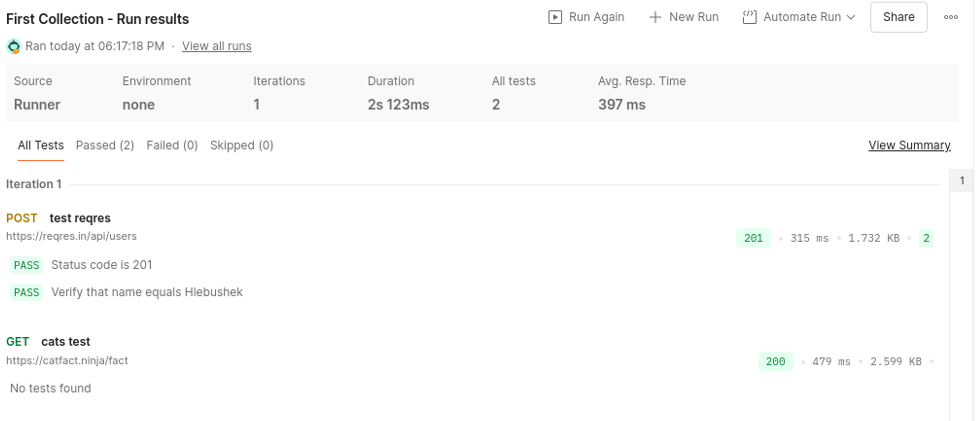 First Collection - Run results
Run Again
New Run
Automate Run
Share
Ran today at 06:17:18 PM · View all runs
Source Environment Iterations Duration All tests Avg. Resp. Time
Runner none 1 2s 123ms 2 397 ms
All Tests Passed (2) Failed (0) Skipped (0) View Summary
Iteration 1
1
POST test reqres
https://reqres.in/api/users
201 • 315 ms • 1.732 KB • 2
PASS Status code is 201
PASS Verify that name equals Hlebushek
GET cats test
https://catfact.ninja/fact
200 • 479 ms • 2.599 KB •
No tests found